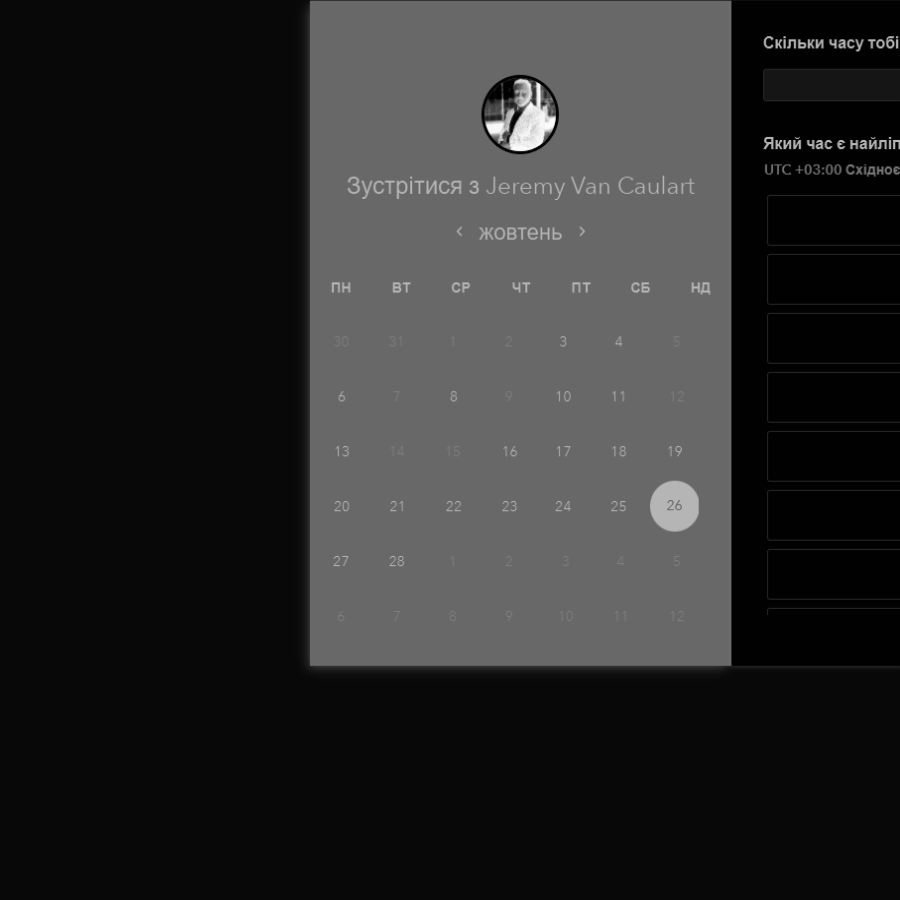 Зустрітися з Jeremy Van Caulart
жовтень
ПН ВТ СР ЧТ ПТ СБ НД
30 31 1 2 3 4 5
6 7 8 9 10 11 12
13 14 15 16 17 18 19
20 21 22 23 24 25 26
27 28 1 2 3 4 5
6 7 8 9 10 11 12
Скільки часу тобі
Який час є
UTC +03:00